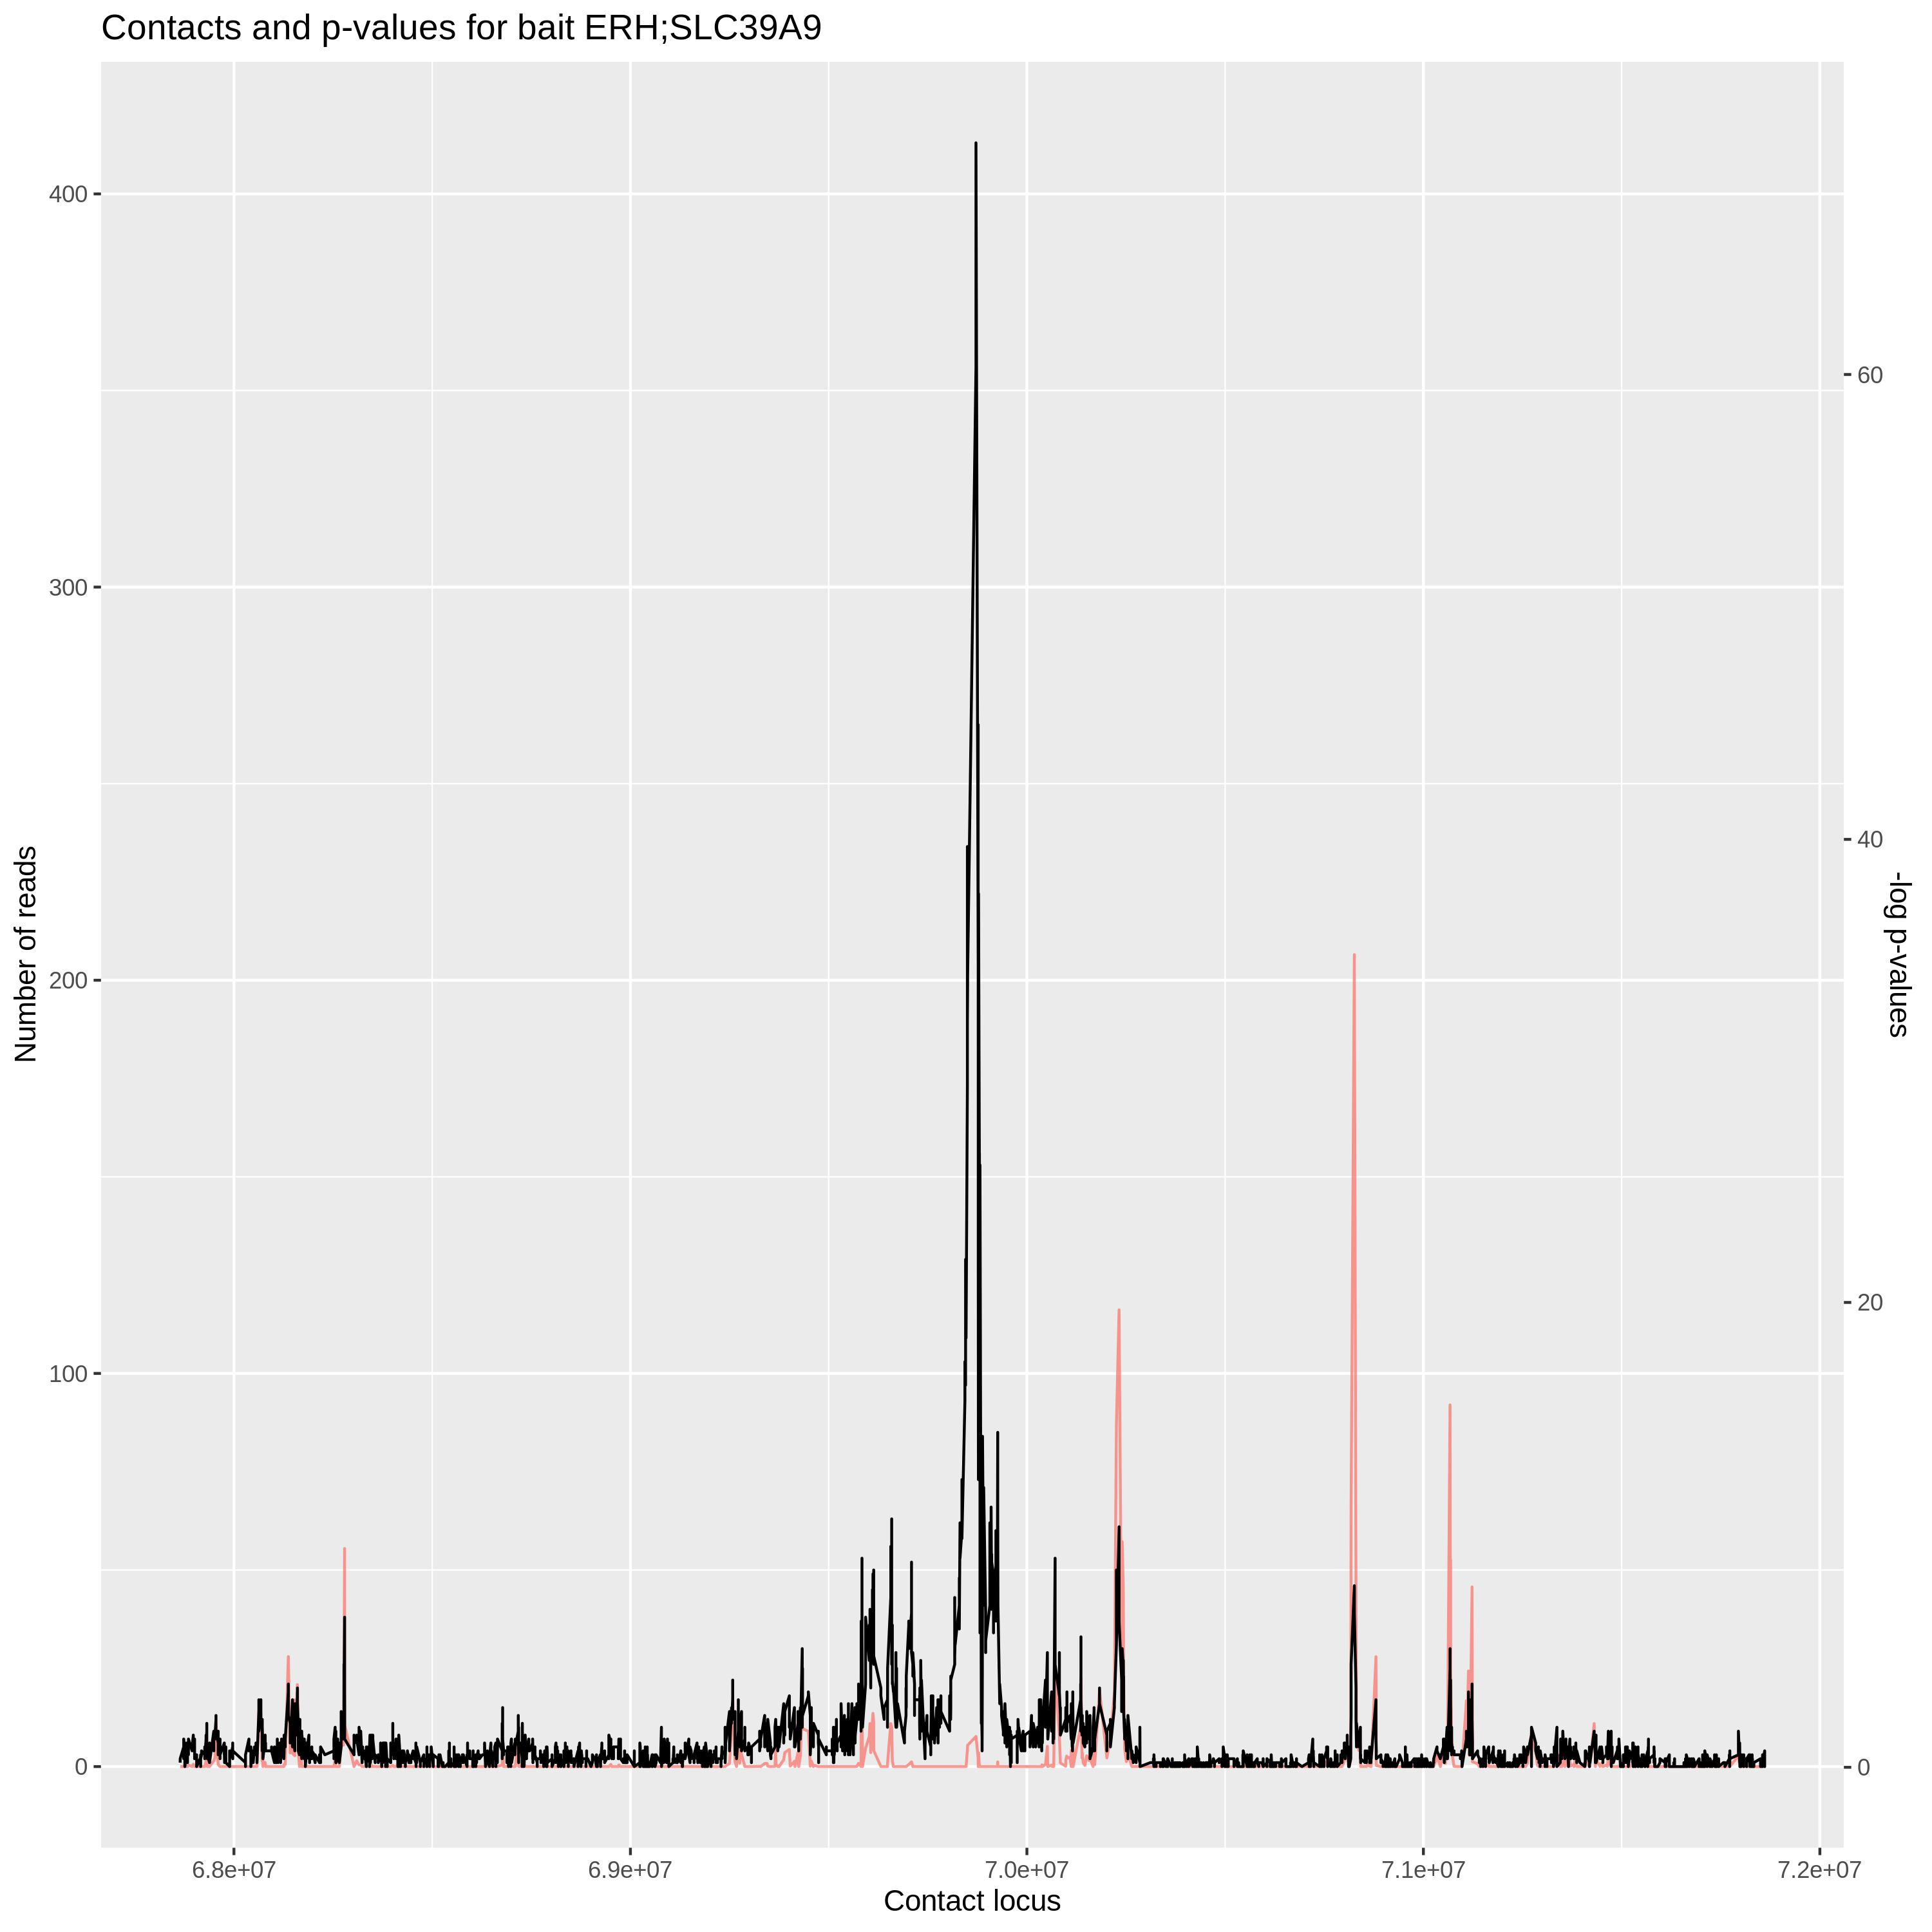 Contacts and p-values for bait ERH;SLC39A9
400
300
200
100
0
60
40
20
0
Number of reads
-log p-values
6.8e+07 6.9e+07 7.0e+07 7.1e+07 7.2e+07
Contact locus